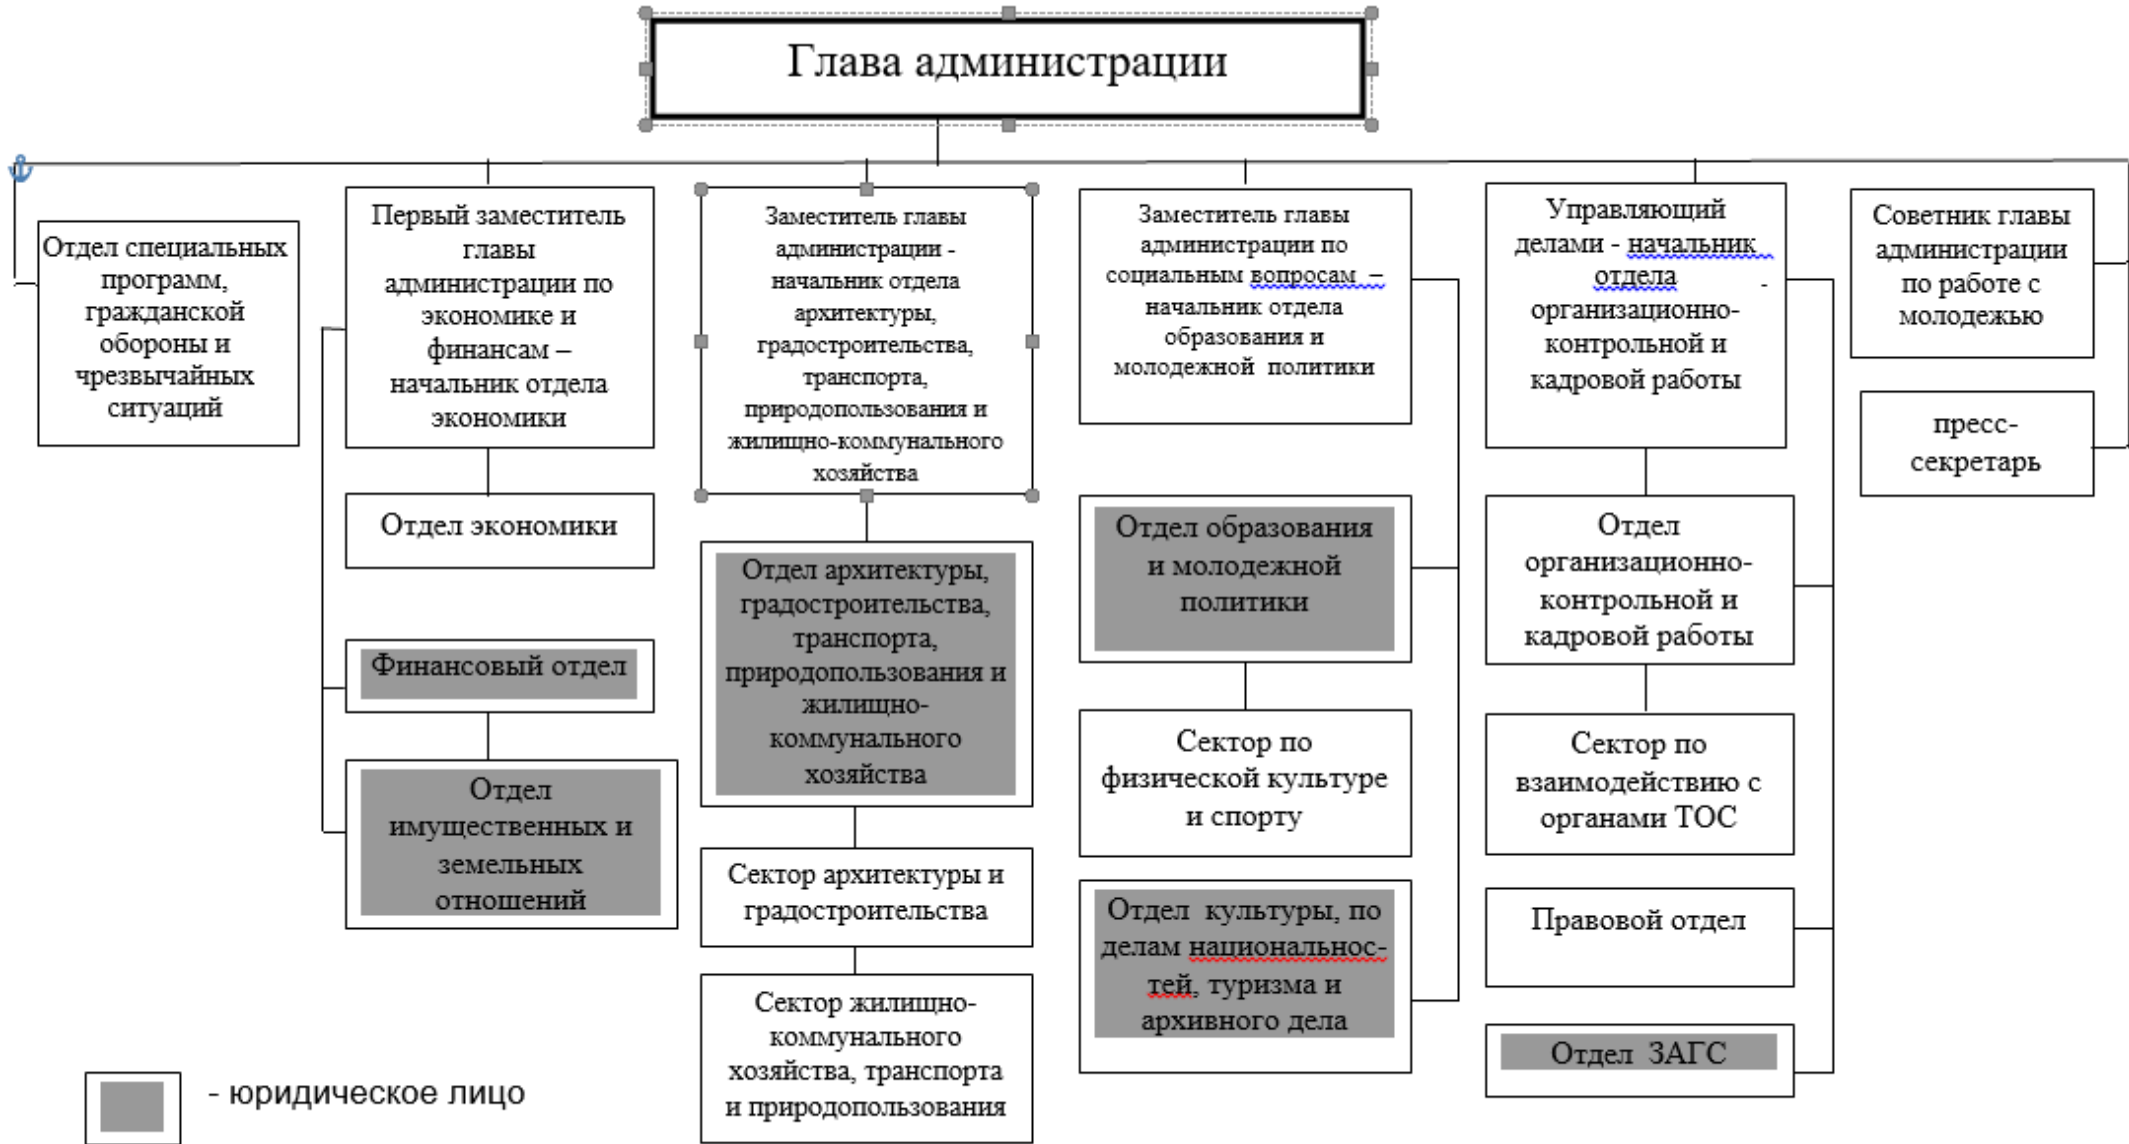 Глава администрации
Отдел специальных
программ,
гражданской
обороны и
чрезвычайных
ситуаций
Первый заместитель
главы
администрации по
экономике и
финансам –
начальник отдела
экономики
Отдел экономики
Финансовый отдел
Отдел
имущественных и
земельных
отношений
Заместитель главы
администрации -
начальник отдела
архитектуры,
градостроительства,
транспорта,
природопользования и
жилищно-коммунального
хозяйства
Отдел архитектуры,
градостроительства,
транспорта,
природопользования и
жилищно-
коммунального
хозяйства
Сектор архитектуры и
градостроительства
Сектор жилищно-
коммунального
хозяйства, транспорта
и природопользования
Заместитель главы
администрации по
социальным вопросам –
начальник отдела
образования и
молодежной политики
Отдел образования
и молодежной
политики
Сектор по
физической культуре
и спорту
Отдел культуры, по
делам национальнос-
тей, туризма и
архивного дела
Управляющий
делами - начальник
отдела -
организационно-
контрольной и
кадровой работы
Отдел
организационно-
контрольной и
кадровой работы
Сектор по
взаимодействию с
органами ТОС
Правовой отдел
Отдел ЗАГС
Советник главы
администрации
по работе с
молодежью
пресс-
секретарь
- юридическое лицо